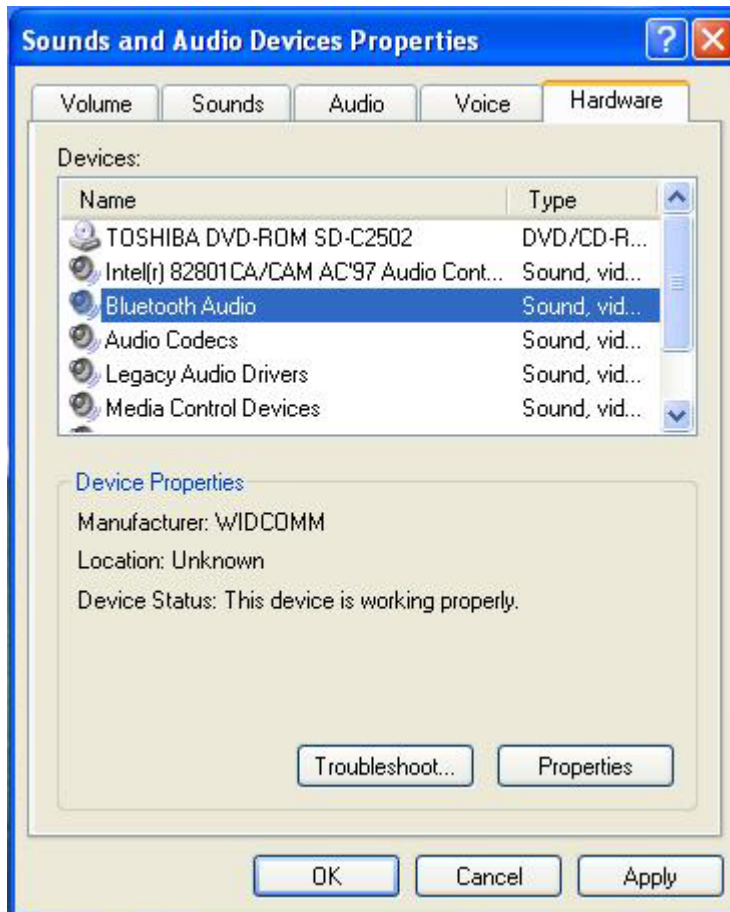 Sounds and Audio Devices Properties
Volume Sounds Audio Voice Hardware
Devices:
Name Type
TOSHIBA DVD-ROM SD-C2502 DVD/CD-R...
Intel(r) 82801CA/CAM AC'97 Audio Cont... Sound, vid...
Bluetooth Audio Sound, vid...
Audio Codecs Sound, vid...
Legacy Audio Drivers Sound, vid...
Media Control Devices Sound, vid...
Device Properties
Manufacturer: WIDCOMM
Location: Unknown
Device Status: This device is working properly.
Troubleshoot... Properties
OK Cancel Apply